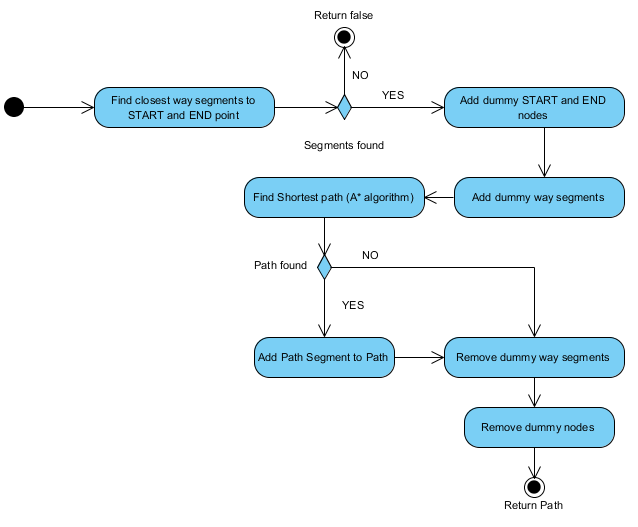 Return false
NO
Find closest way segments to
START and END point
YES
Add dummy START and END
nodes
Segments found
Find Shortest path (A* algorithm)
Add dummy way segments
Path found
NO
YES
Add Path Segment to Path
Remove dummy way segments
Remove dummy nodes
Return Path